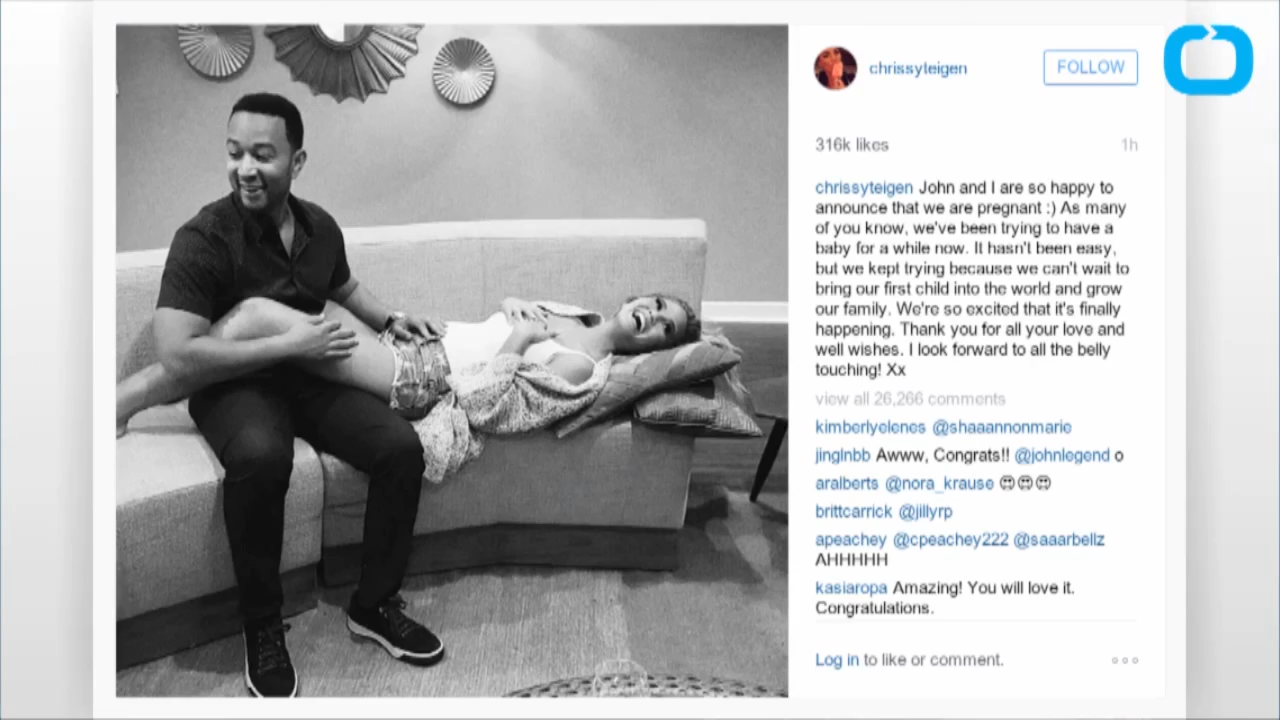 chrissyteigen
FOLLOW
316k likes
1h
chrissyteigen John and I are so happy to
announce that we are pregnant :) As many
of you know, we've been trying to have a
baby for a while now. It hasn't been easy,
but we kept trying because we can't wait to
bring our first child into the world and grow
our family. We're so excited that it's finally
happening. Thank you for all your love and
well wishes. I look forward to all the belly
touching! Xx
view all 26,266 comments
kimberlyelenes @shaaannonmarie
jinglnbb Awww, Congrats!! @johnlegend o
aralberts @nora_krause 😍😍😍
brittcarrick @jillyrp
apeachey @cpeachey222 @saaarbellz
AHHHHH
kasiaropa Amazing! You will love it.
Congratulations.
Log in to like or comment.